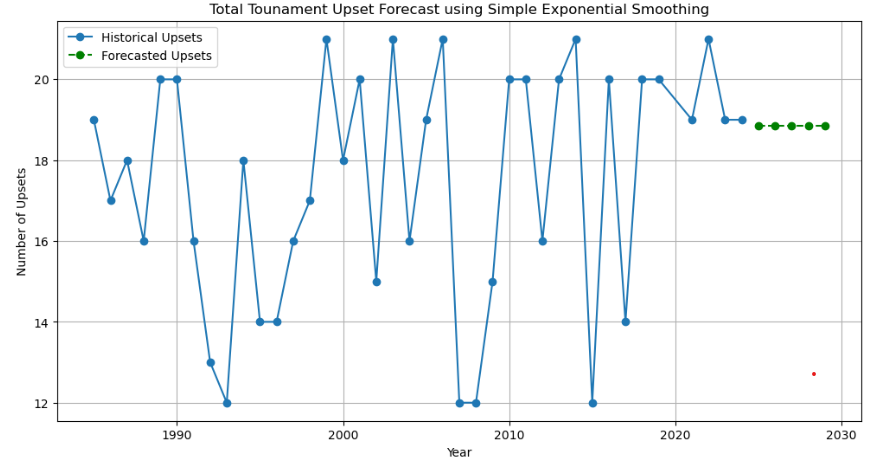 Total Tounament Upset Forecast using Simple Exponential Smoothing
Historical Upsets
Forecasted Upsets
Number of Upsets
20
18
16
14
12
1990
2000
2010
2020
2030
Year